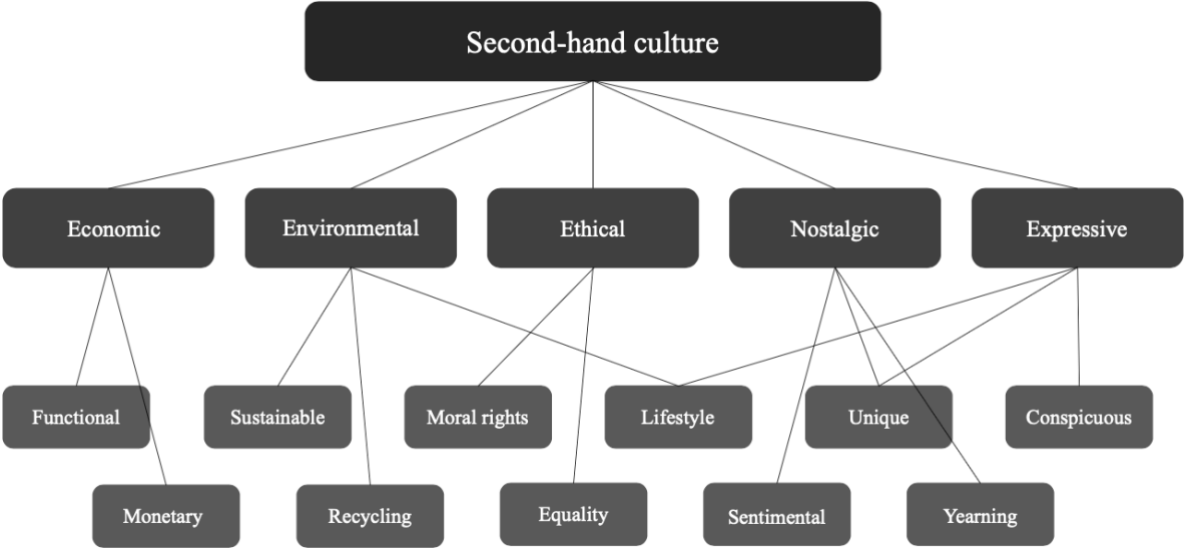 Second-hand culture
Economic
Environmental
Ethical
Nostalgic
Expressive
Functional
Sustainable
Moral rights
Lifestyle
Unique
Conspicuous
Monetary
Recycling
Equality
Sentimental
Yearning